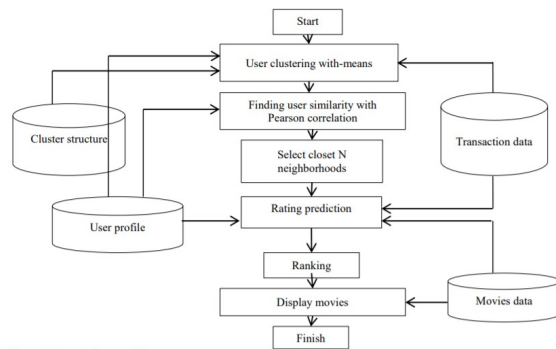 Start
User clustering with-means
Finding user similarity with
Pearson correlation
Cluster structure
Transaction data
Select closet N
neighborhoods
User profile
Rating prediction
Ranking
Movies data
Display movies
Finish